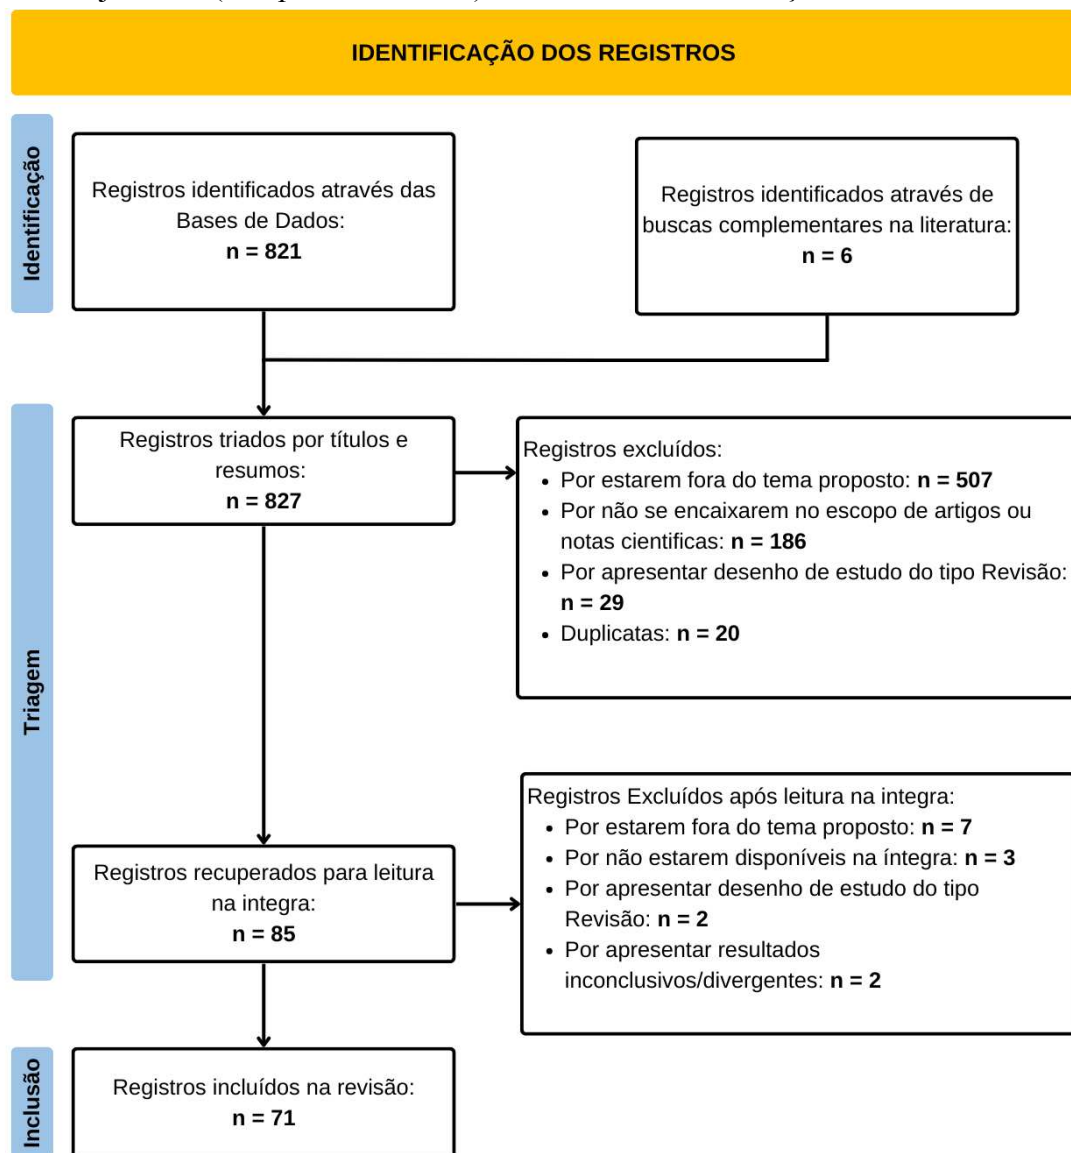 IDENTIFICAÇÃO DOS REGISTROS
Identificação
Registros identificados através das
Bases de Dados:
n = 821
Registros identificados através de
buscas complementares na literatura:
n = 6
Triagem
Registros triados por títulos e
resumos:
n = 827
Registros excluídos:
• Por estarem fora do tema proposto: n = 507
• Por não se encaixarem no escopo de artigos ou
notas cientificas: n = 186
• Por apresentar desenho de estudo do tipo Revisão:
n = 29
• Duplicatas: n = 20
Registros recuperados para leitura
na integra:
n = 85
Registros Excluídos após leitura na integra:
• Por estarem fora do tema proposto: n = 7
• Por não estarem disponíveis na íntegra: n = 3
• Por apresentar desenho de estudo do tipo
Revisão: n = 2
• Por apresentar resultados
inconclusivos/divergentes: n = 2
Inclusão
Registros incluídos na revisão:
n = 71